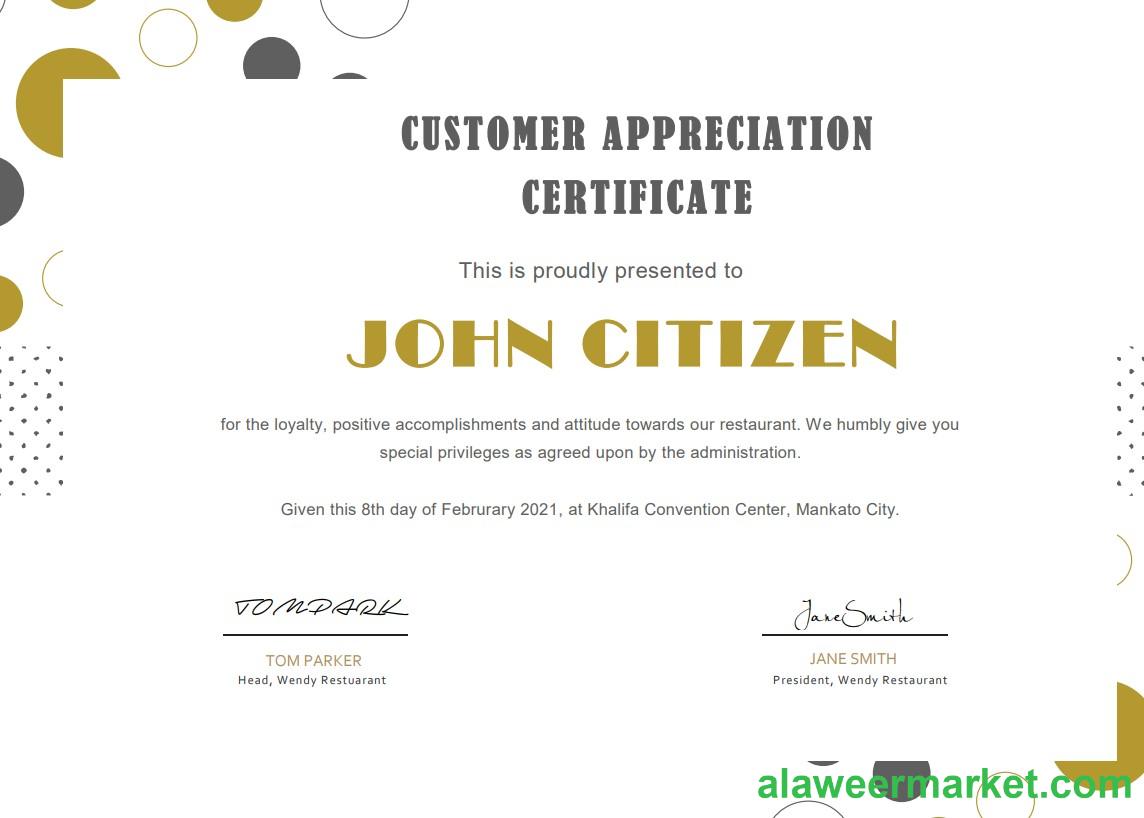 CUSTOMER APPRECIATION
CERTIFICATE
This is proudly presented to
JOHN CITIZEN
for the loyalty, positive accomplishments and attitude towards our restaurant. We humbly give you
special privileges as agreed upon by the administration.
Given this 8th day of Februrary 2021, at Khalifa Convention Center, Mankato City.
TOMPARK
JaneSmith
TOM PARKER
JANE SMITH
Head, Wendy Restuarant
President, Wendy Restaurant
alaweermarket.com